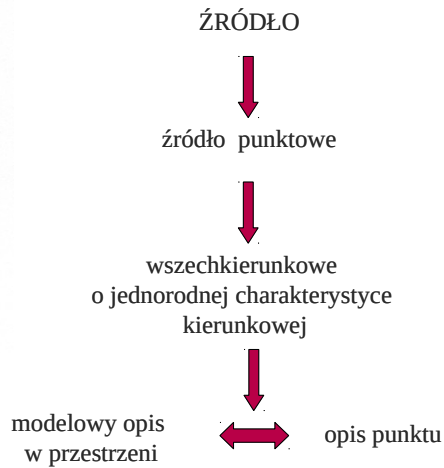 ŹRÓDŁO
źródło punktowe
wszechkierunkowe
o jednorodnej charakterystyce
kierunkowej
modelowy opis
w przestrzeni
opis punktu